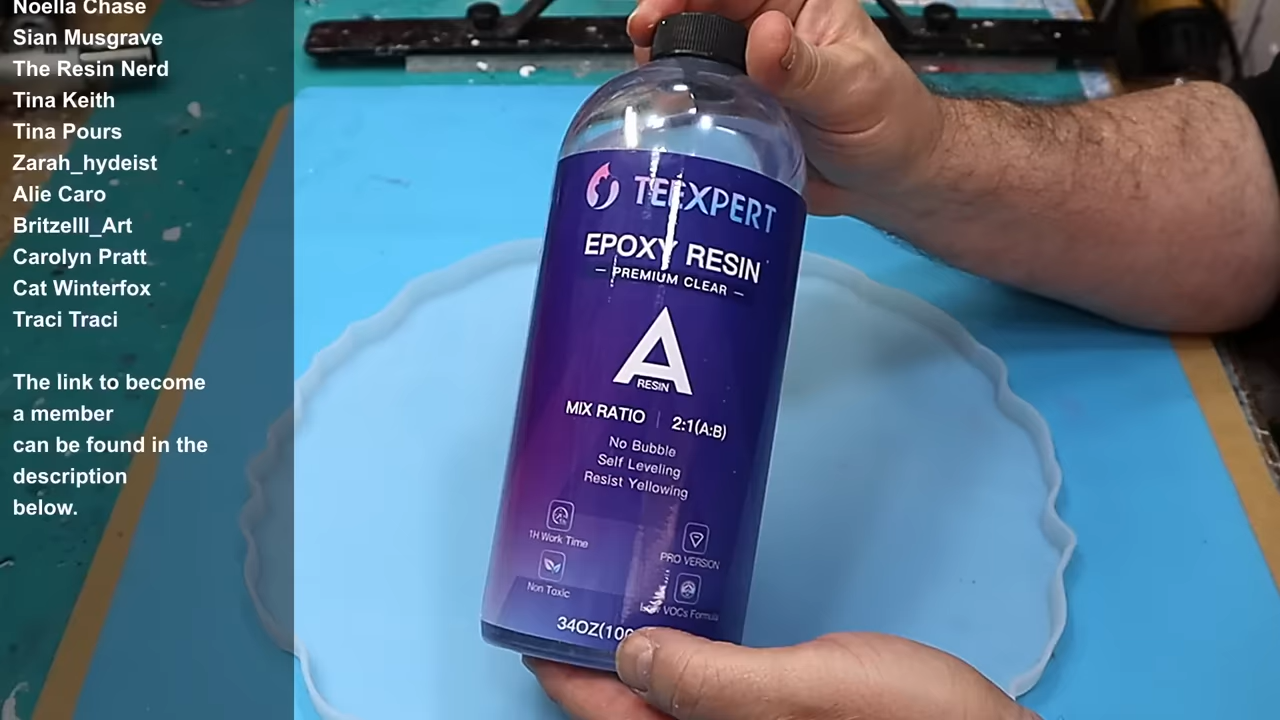 Noella Chase
Sian Musgrave
The Resin Nerd
Tina Keith
Tina Pours
Zarah_hydeist
Alie Caro
Britzelll_Art
Carolyn Pratt
Cat Winterfox
Traci Traci
The link to become
a member
can be found in the
description
below.
TEEXPERT
EPOXY RESIN
— PREMIUM CLEAR —
A
RESIN
MIX RATIO | 2:1(A:B)
No Bubble
Self Leveling
Resist Yellowing
1H Work Time
PRO VERSION
Non Toxic
Low VOCs Formula
34OZ(100